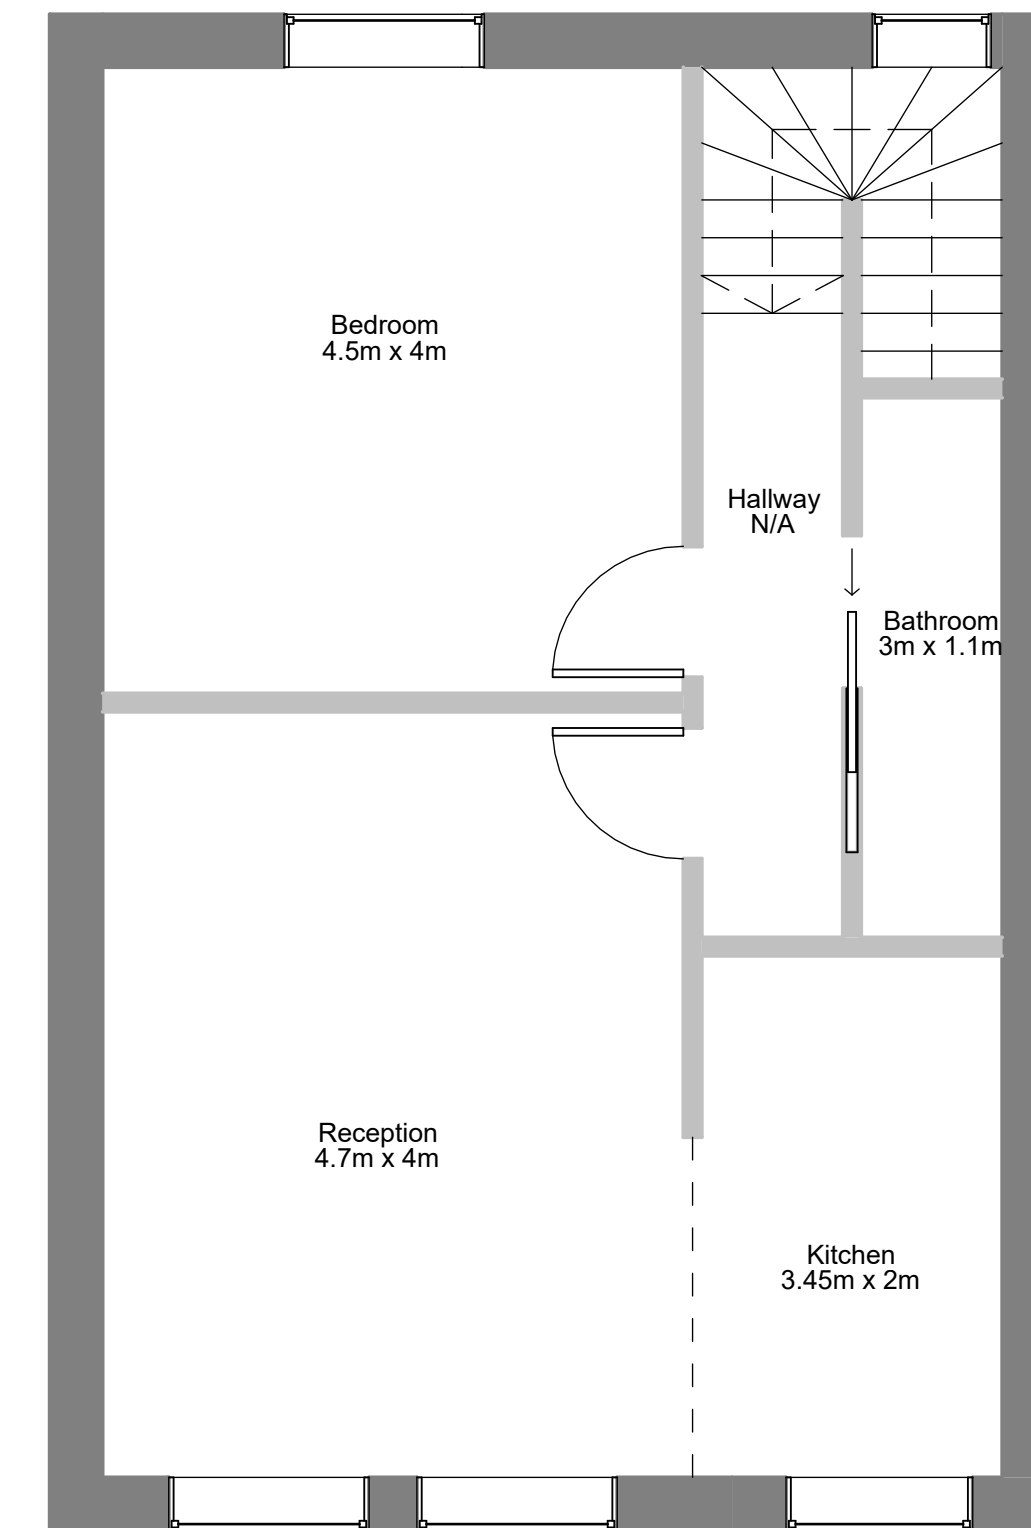 Bedroom
4.5m x 4m
Hallway
N/A
Bathroom
3m x 1.1m
Reception
4.7m x 4m
Kitchen
3.45m x 2m